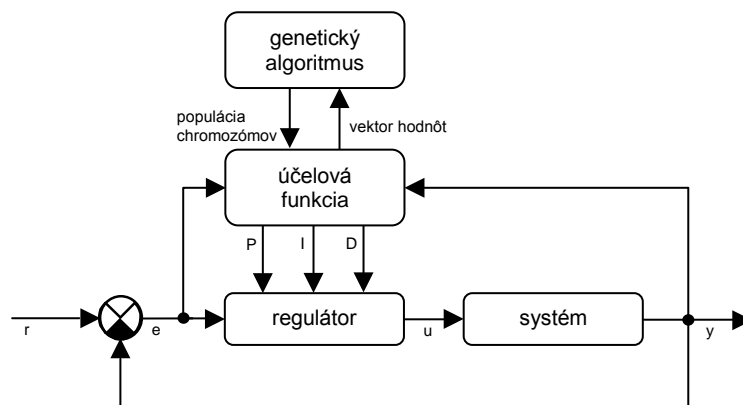 genetický
algoritmus
populácia
chromozómov
vektor hodnôt
účelová
funkcia
P
I
D
r
e
regulátor
u
systém
y